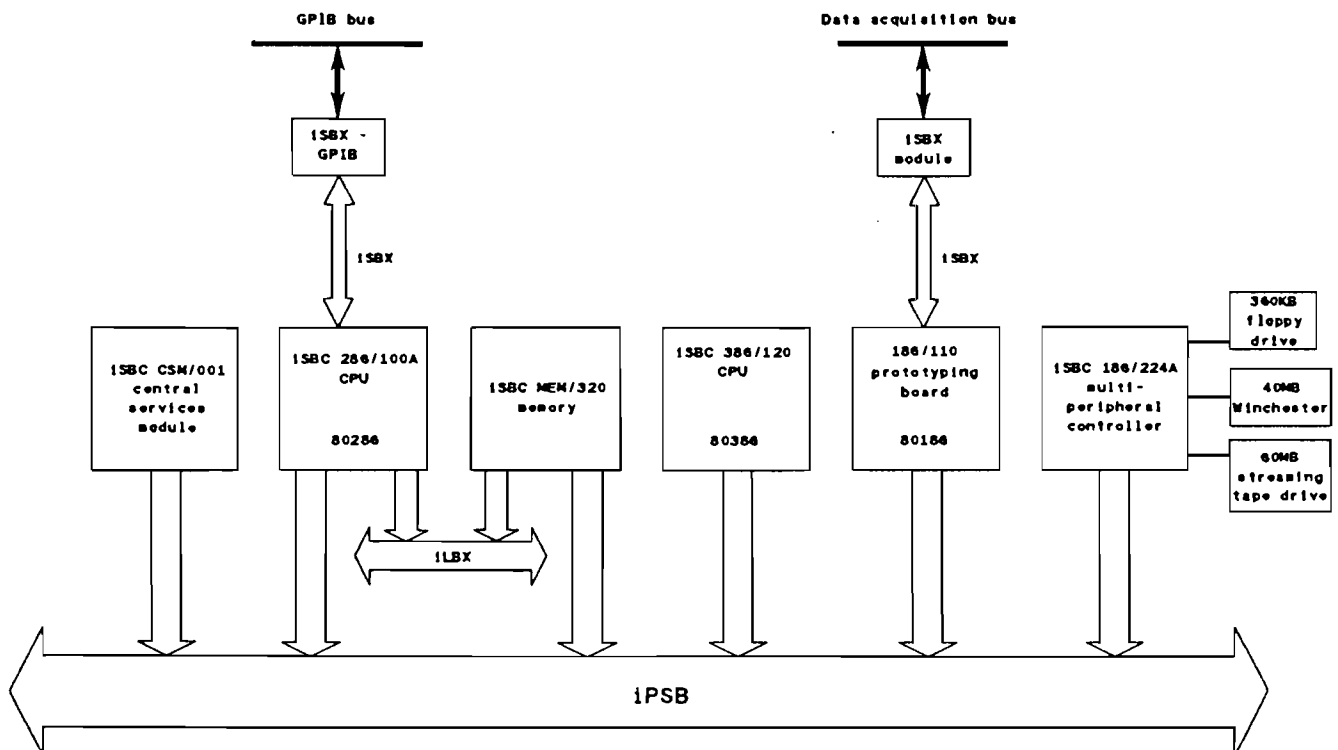 GPIB bus
Data acquisition bus
iSBX -
GPIB
iSBX
module
iSBX
iSBX
iSBC CSM/001
central
services
module
iSBC 286/100A
CPU
80286
iSBC MEM/320
memory
iSBC 386/120
CPU
80386
186/110
prototyping
board
80186
iSBC 186/224A
multi-
peripheral
controller
360KB
floppy
drive
40MB
Winchester
60MB
streaming
tape drive
iLBX
iPSB